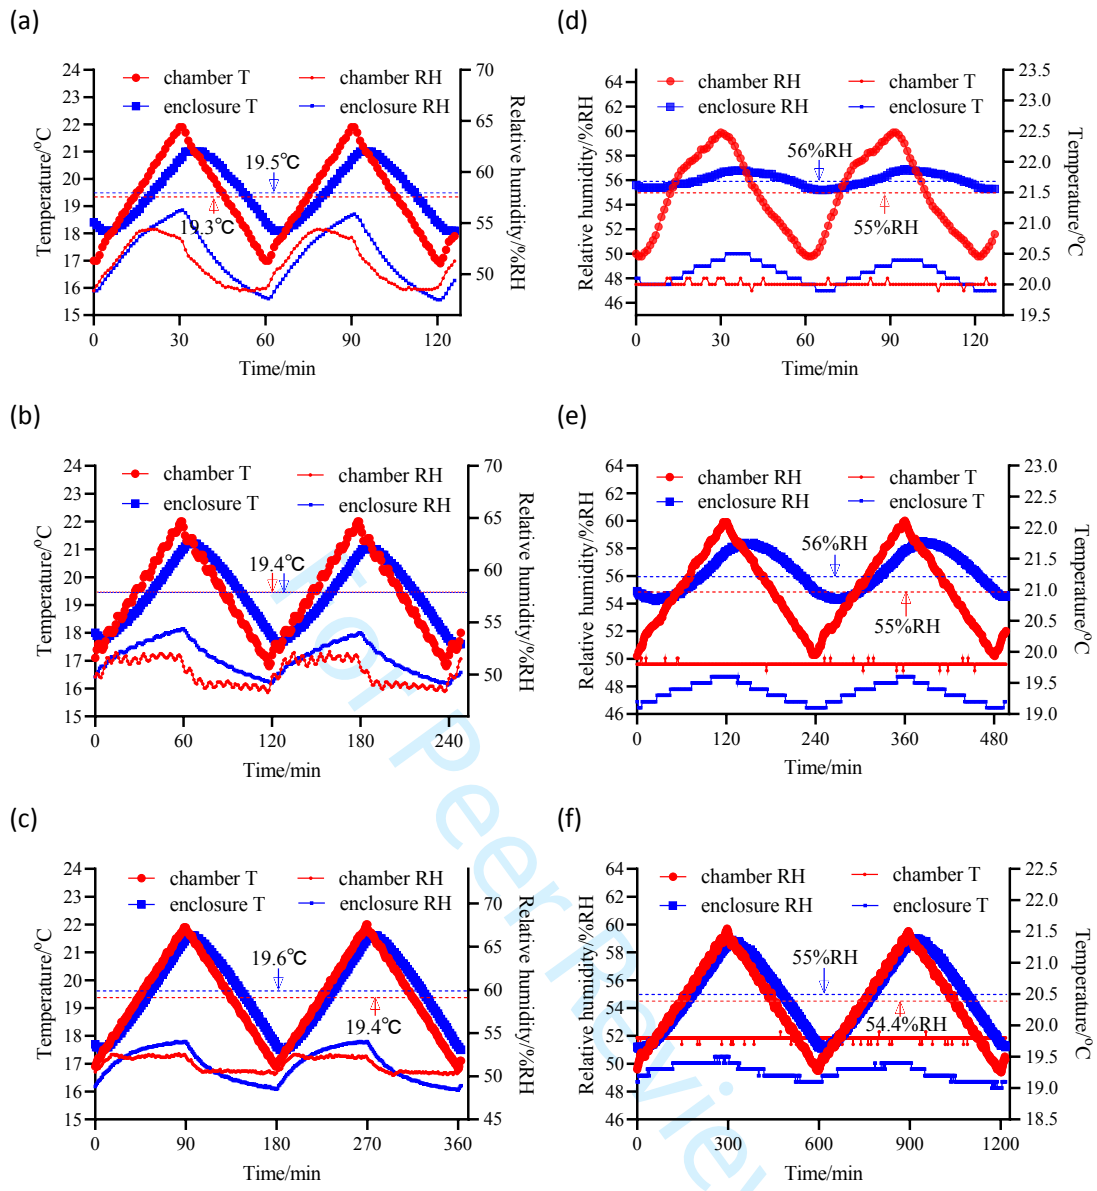 (a)
chamber T
chamber RH
enclosure T
enclosure RH
19.5℃
19.3℃
24
23
22
21
20
19
18
17
16
15
70
65
60
55
50
45
0
30
60
90
120
Temperature/°C
Relative humidity/%RH
Time/min
(d)
chamber RH
chamber T
enclosure RH
enclosure T
56%RH
55%RH
64
62
60
58
56
55
50
48
46
23.5
23.0
22.5
22.0
21.5
21.0
20.5
20.0
19.5
0
30
60
90
120
Relative humidity/%RH
Temperature/°C
Time/min
(b)
chamber T
chamber RH
enclosure T
enclosure RH
19.4℃
24
23
22
21
20
19
18
17
16
15
70
65
60
55
50
0
60
120
180
240
Temperature/°C
Relative humidity/%RH
Time/min
(e)
chamber RH
chamber T
enclosure RH
enclosure T
56%RH
55%RH
64
62
60
58
56
54
52
50
48
46
23.0
22.5
22.0
21.5
21.0
20.5
20.0
19.5
19.0
0
120
240
360
480
Relative humidity/%RH
Temperature/°C
Time/min
(c)
chamber T
chamber RH
enclosure T
enclosure RH
19.6℃
19.4℃
24
23
22
21
20
19
18
17
16
15
70
65
60
55
50
45
0
90
180
270
360
Temperature/°C
Relative humidity/%RH
Time/min
(f)
chamber RH
chamber T
enclosure RH
enclosure T
55%RH
54.4%RH
64
62
60
56
54
52
50
48
46
22.5
22.0
21.5
21.0
20.5
20.0
19.5
19.0
18.5
0
300
600
900
1200
Relative humidity/%RH
Temperature/°C
Time/min
For Peer Review